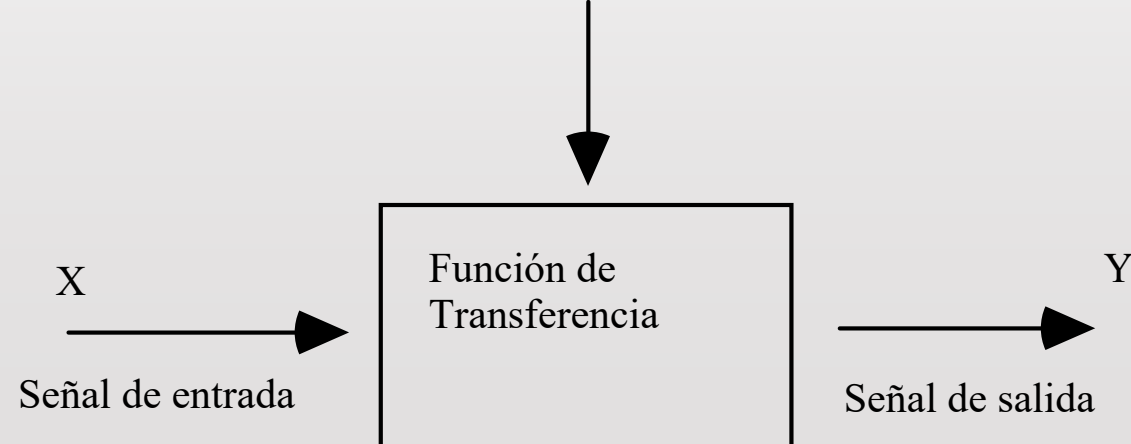 X
Señal de entrada
Función de
Transferencia
Y
Señal de salida